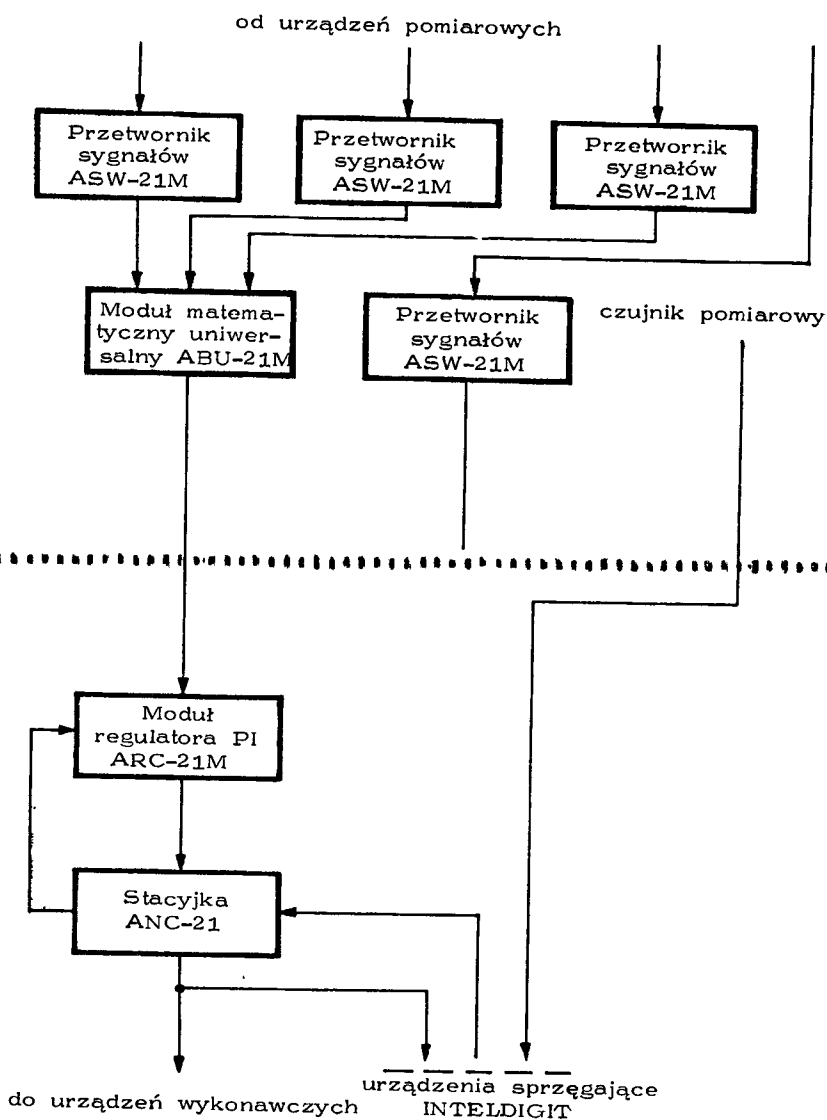 od urządzeń pomiarowych
Przetwornik
sygnałów
ASW-21M
Przetwornik
sygnałów
ASW-21M
Przetwornik
sygnałów
ASW-21M
Moduł matema-
tyczny uniwer-
salny ABU-21M
Przetwornik
sygnałów
ASW-21M
czujnik pomiarowy
Moduł
regulatora PI
ARC-21M
Stacyjka
ANC-21
do urządzeń wykonawczych
urządzenia sprzęgające
INTELDIGIT